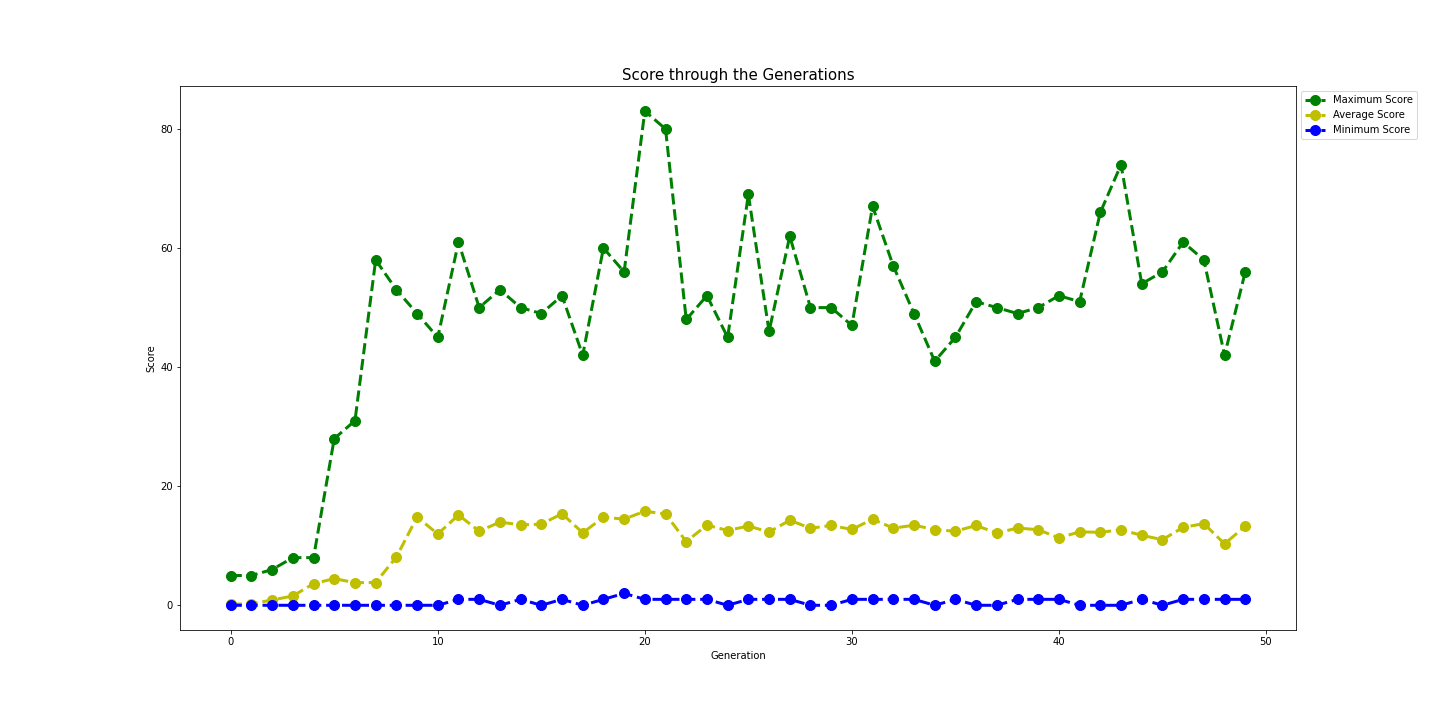 Score through the Generations
Maximum Score
Average Score
Minimum Score
80
60
40
20
0
Score
0 10 20 30 40 50
Generation